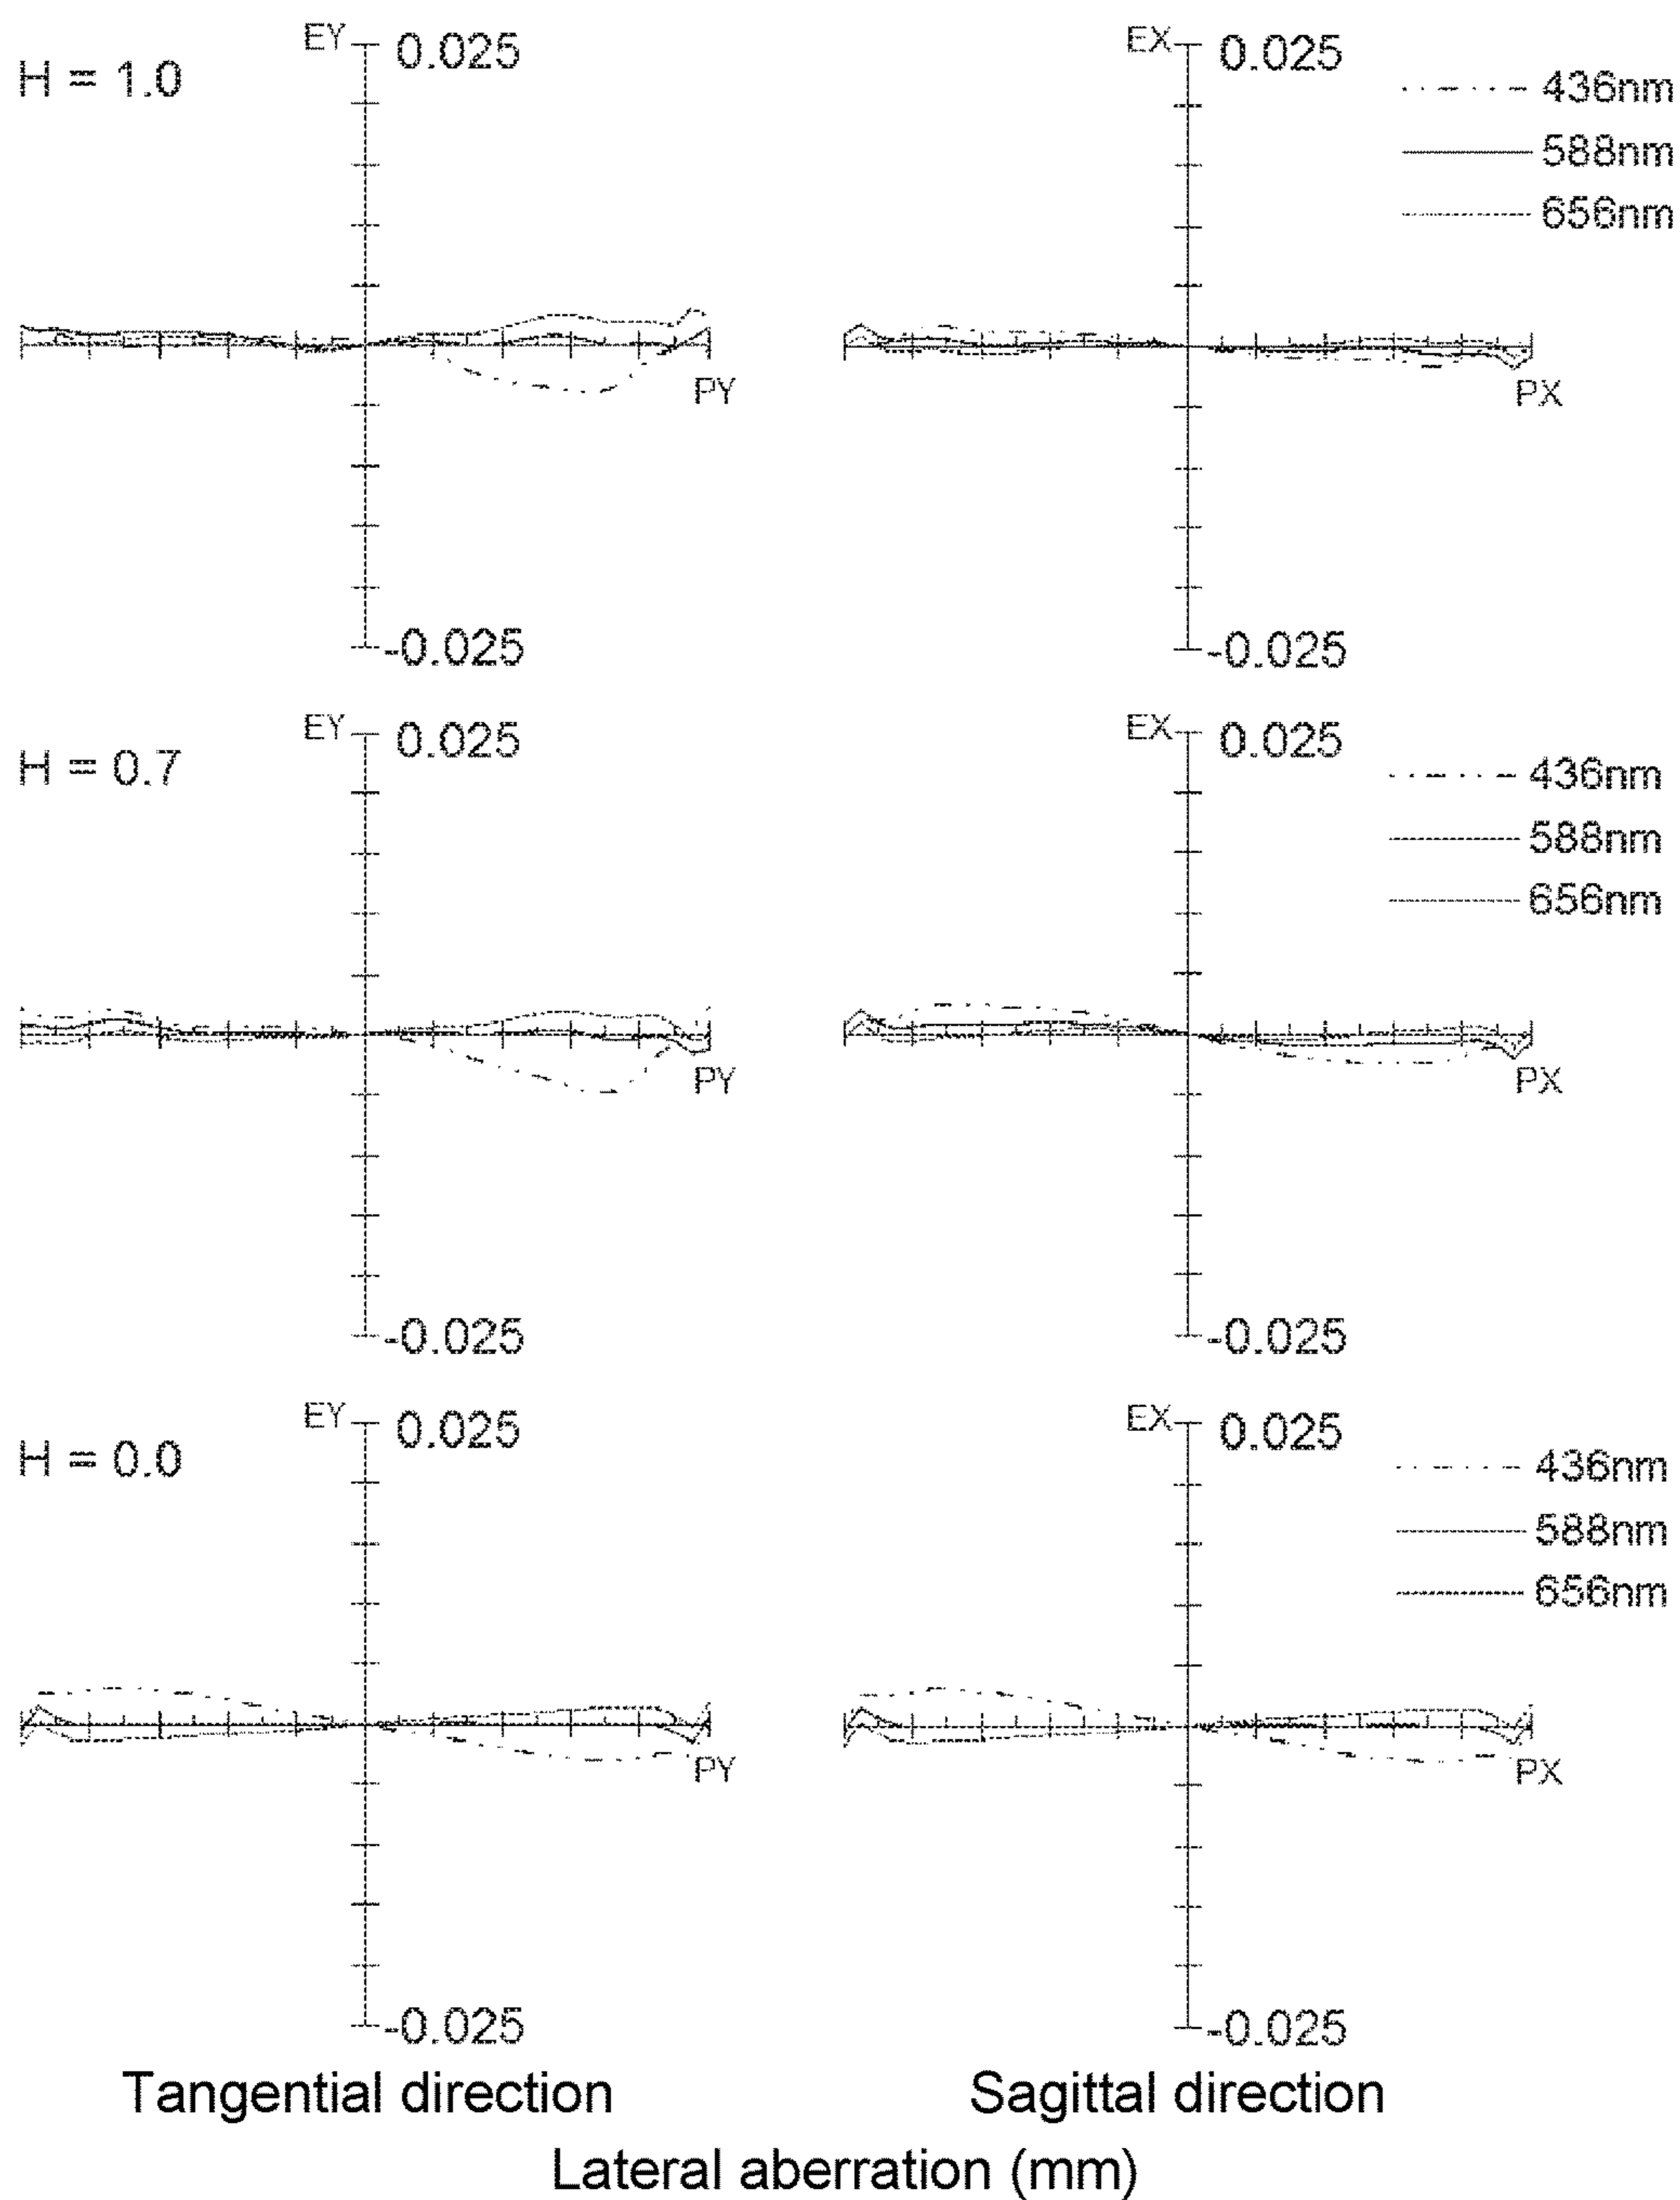 EY 0.025
EX 0.025
H = 1.0
436nm
588nm
656nm
PY
PX
-0.025
-0.025
EY 0.025
EX 0.025
H = 0.7
436nm
588nm
656nm
PY
PX
-0.025
-0.025
EY 0.025
EX 0.025
H = 0.0
436nm
588nm
656nm
PY
PX
-0.025
-0.025
Tangential direction
Sagittal direction
Lateral aberration (mm)